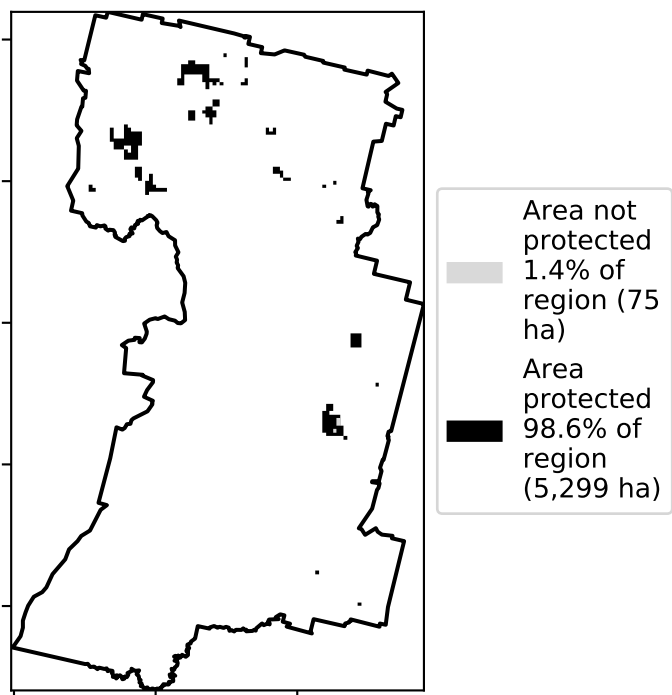 Area not
protected
1.4% of
region (75
ha)
Area
protected
98.6% of
region
(5,299 ha)